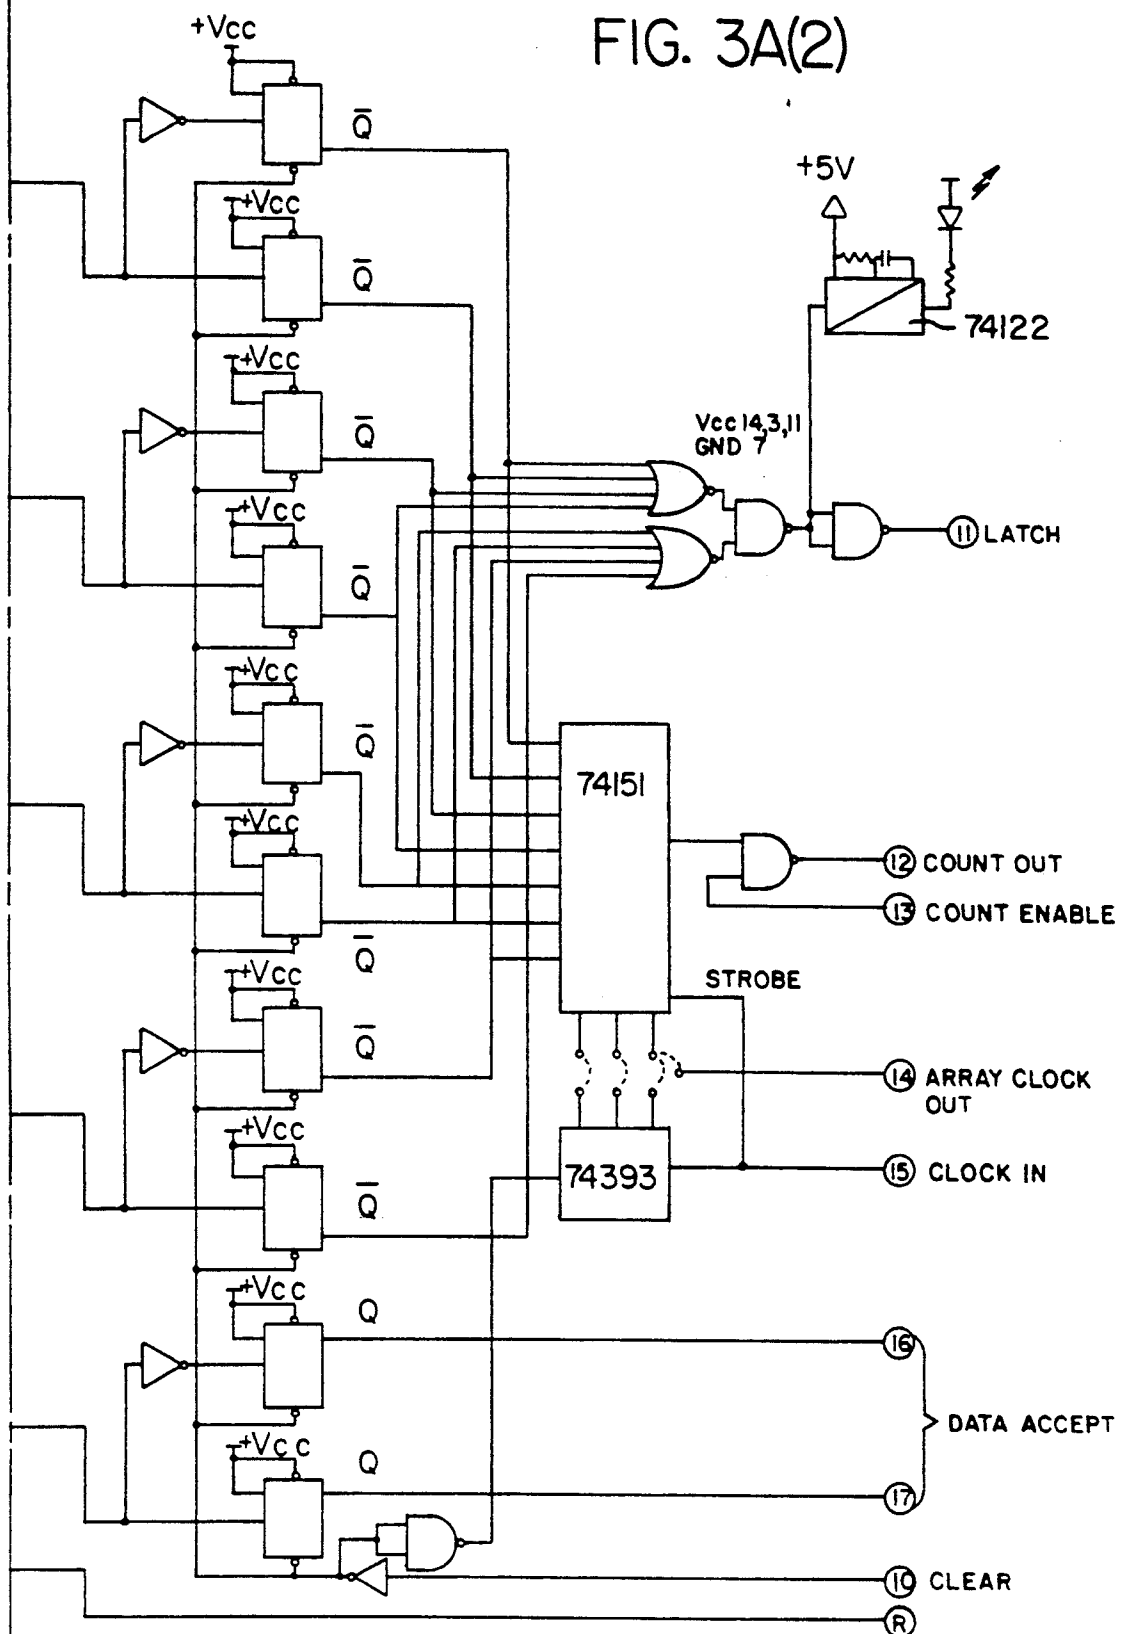 FIG. 3A(2)
+Vcc
Q̅
+5V
+Vcc
Q̅
74122
+Vcc
Q̅
Vcc 14,3,11
GND 7
+Vcc
11 LATCH
Q̅
+Vcc
Q̅
74151
+Vcc
12 COUNT OUT
13 COUNT ENABLE
Q̅
+Vcc
STROBE
Q̅
14 ARRAY CLOCK
OUT
+Vcc
74393
15 CLOCK IN
Q̅
+Vcc
Q
16
DATA ACCEPT
+Vcc
Q
17
10 CLEAR
R